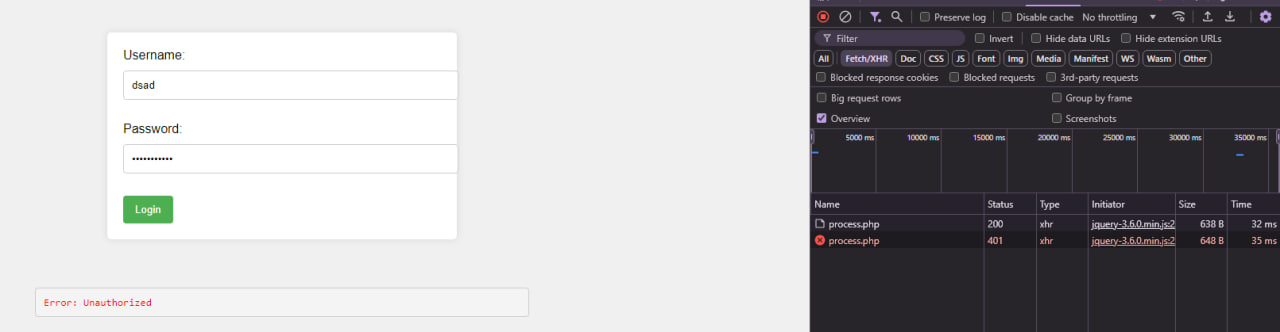 Username:
dsad
Password:
•••••••••••
Login
Error: Unauthorized
Preserve log
Disable cache
No throttling
Filter
Invert
Hide data URLs
Hide extension URLs
All
Fetch/XHR
Doc
CSS
JS
Font
Img
Media
Manifest
WS
Wasm
Other
Blocked response cookies
Blocked requests
3rd-party requests
Big request rows
Group by frame
Overview
Screenshots
5000 ms
10000 ms
15000 ms
20000 ms
25000 ms
30000 ms
35000 ms
Name Status Type Initiator Size Time
process.php 200 xhr jquery-3.6.0.min.js:2 638 B 32 ms
process.php 401 xhr jquery-3.6.0.min.js:2 648 B 35 ms